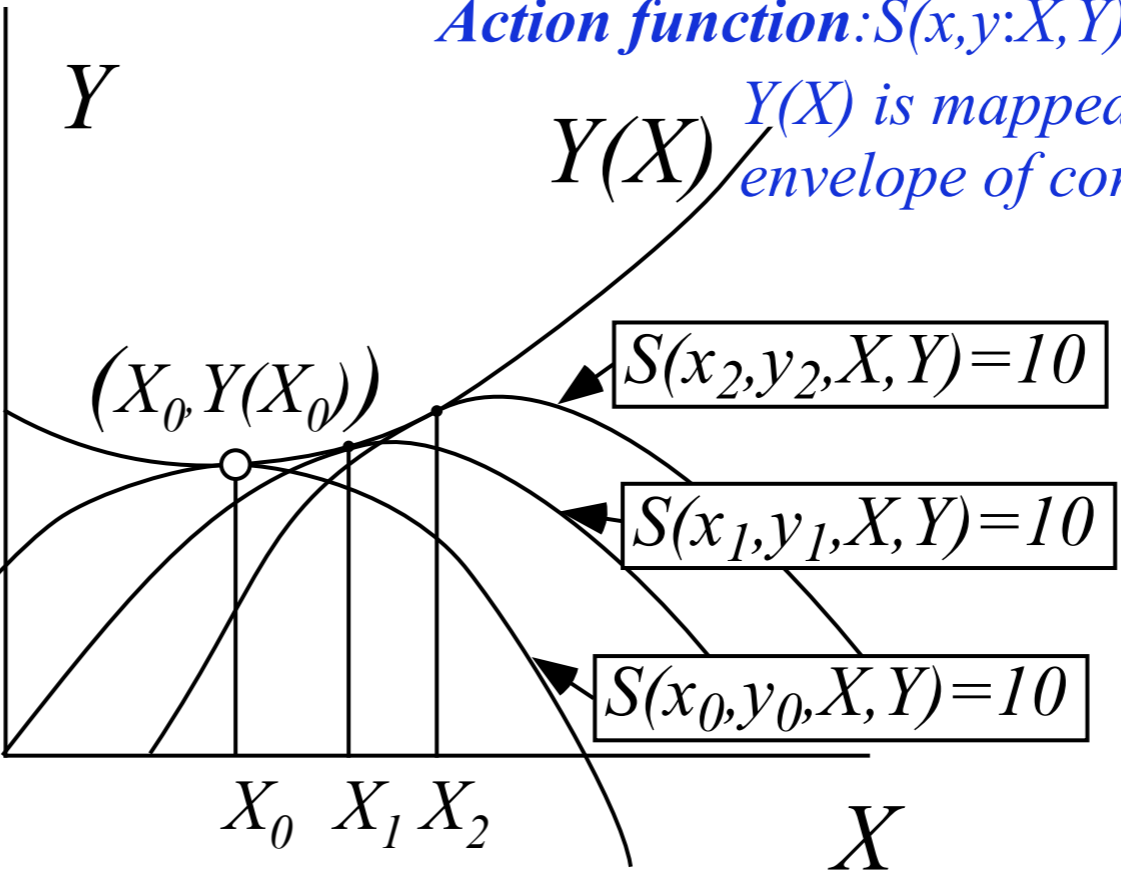 Action function:S(x,y:X,Y)
Y
Y(X) is mapped
Y(X)
envelope of cor
S(x₂,y₂,X,Y)=10
(X₀,Y(X₀))
S(x₁,y₁,X,Y)=10
S(x₀,y₀,X,Y)=10
X₀ X₁ X₂
X